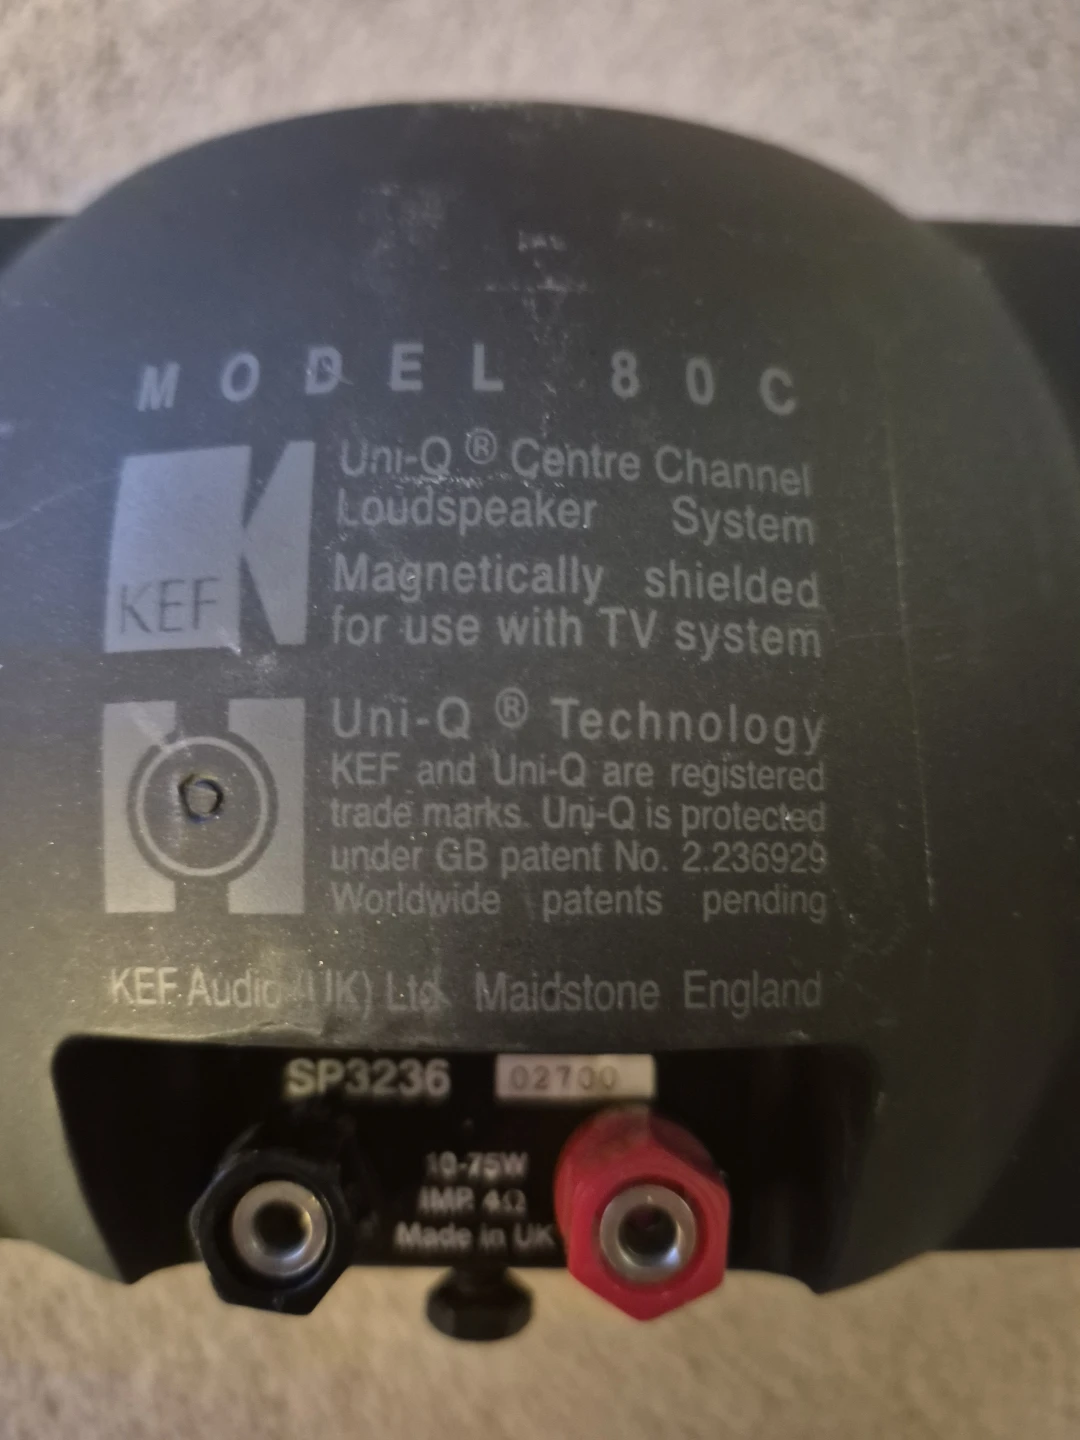 MODEL 80C
Uni-Q ® Centre Channel
Loudspeaker System
Magnetically shielded
for use with TV system
KEF
Uni-Q ® Technology
KEF and Uni-Q are registered
trade marks. Uni-Q is protected
under GB patent No. 2.236929
Worldwide patents pending
KEF Audio (UK) Ltd. Maidstone England
SP3236 02700
10-75W
IMP. 4Ω
Made in UK